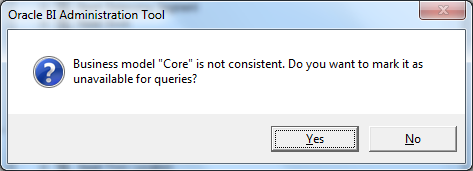 Oracle BI Administration Tool
Business model "Core" is not consistent. Do you want to mark it as
unavailable for queries?
Yes
No